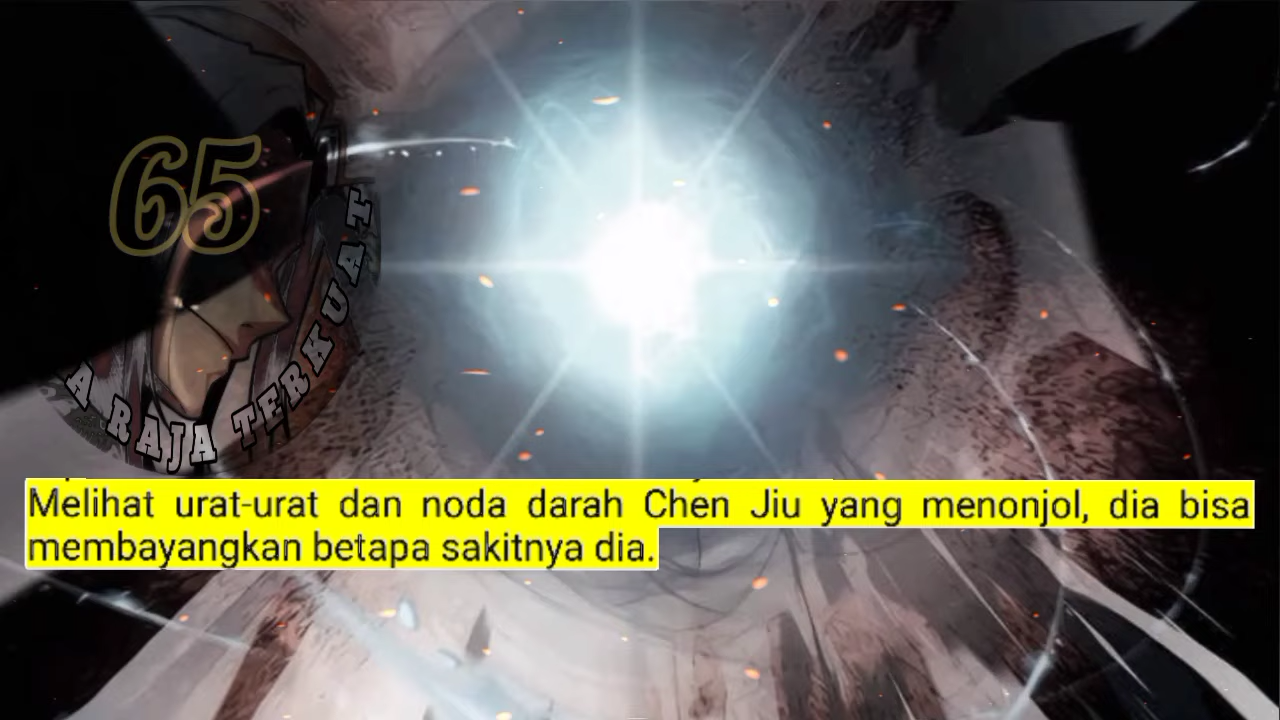 65
A RAJA TERKUAT
Melihat urat-urat dan noda darah Chen Jiu yang menonjol, dia bisa
membayangkan betapa sakitnya dia.